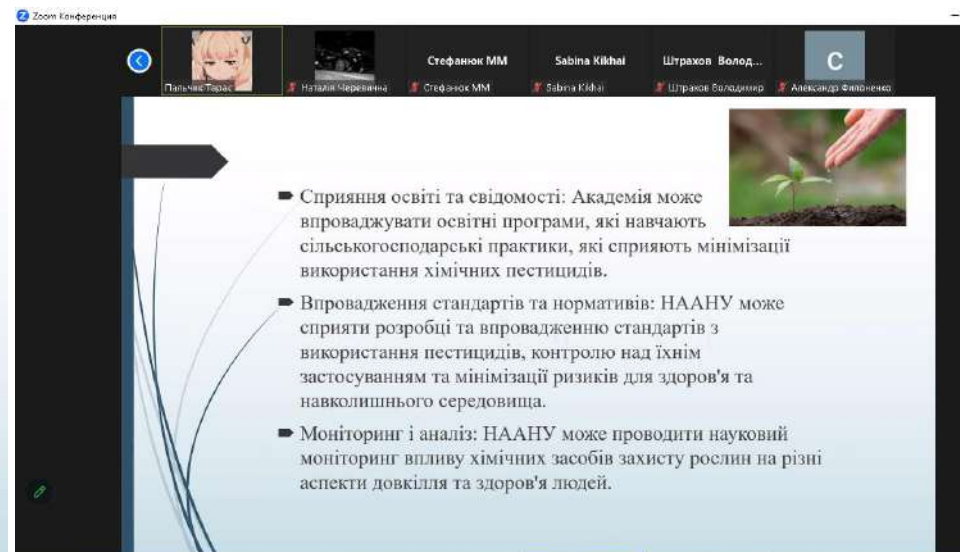 Zoom Конференция
Стефанюк ММ
Sabina Kikhai
Штрахов Волод...
С
Пальчик Тарас
Наталія Черевична
Стефанюк ММ
Sabina Kikhai
Штрахов Володимир
Александр Филоненко
Сприяння освіті та свідомості: Академія може
впроваджувати освітні програми, які навчають
сільськогосподарські практики, які сприяють мінімізації
використання хімічних пестицидів.
Впровадження стандартів та нормативів: НААНУ може
сприяти розробці та впровадженню стандартів з
використання пестицидів, контролю над їхнім
застосуванням та мінімізації ризиків для здоров'я та
навколишнього середовища.
Моніторинг і аналіз: НААНУ може проводити науковий
моніторинг впливу хімічних засобів захисту рослин на різні
аспекти довкілля та здоров'я людей.